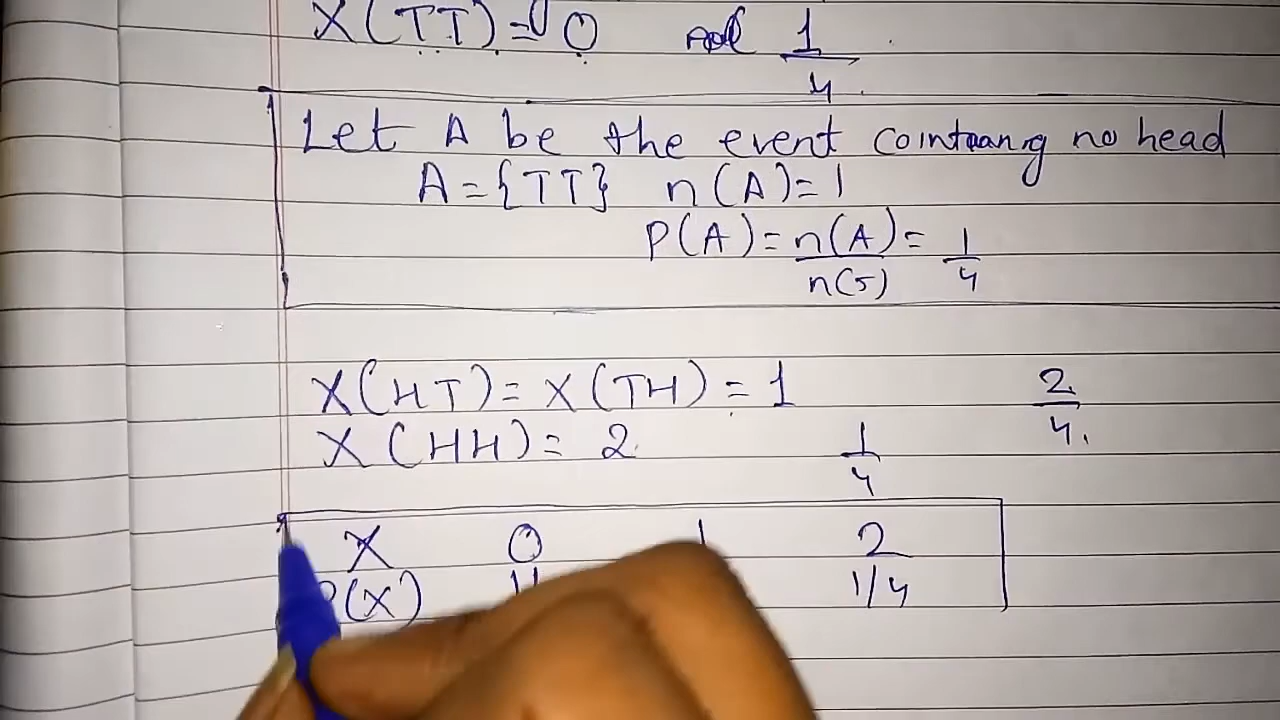 X(TT) = 0 1/4
Let A be the event cointaang no head
A = {TT} n(A) = 1
P(A) = n(A)/n(S) = 1/4
X(HT) = X(TH) = 1 2/4
X(HH) = 2 1/4
X 0 1 2
P(X) 1/4